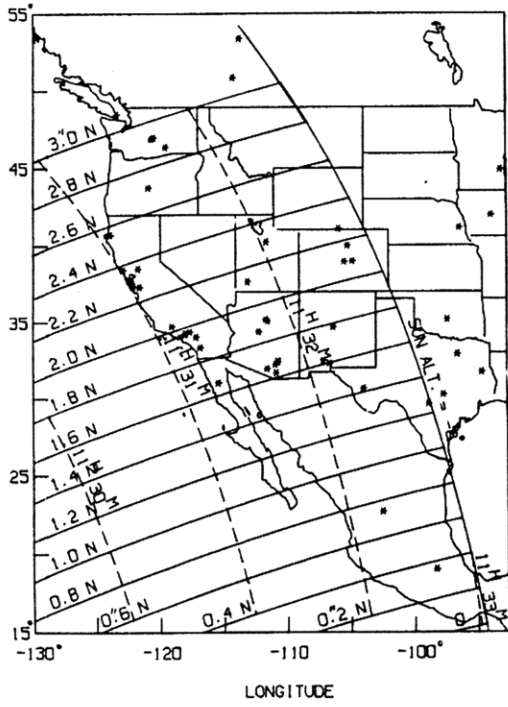 55°
45
35
25
15°
3."0 N
2.8 N
2.6 N
2.4 N
2.2 N
2.0 N
1.8 N
1.6 N
1.4 N
1.2 N
1.0 N
0.8 N
0."6 N
0.4 N
0."2 N
0
11 H 30 M
11 H 31 M
11 H 32 M
11 H 33 M
SUN ALT. = -6
-130°
-120
-110
-100°
LONGITUDE